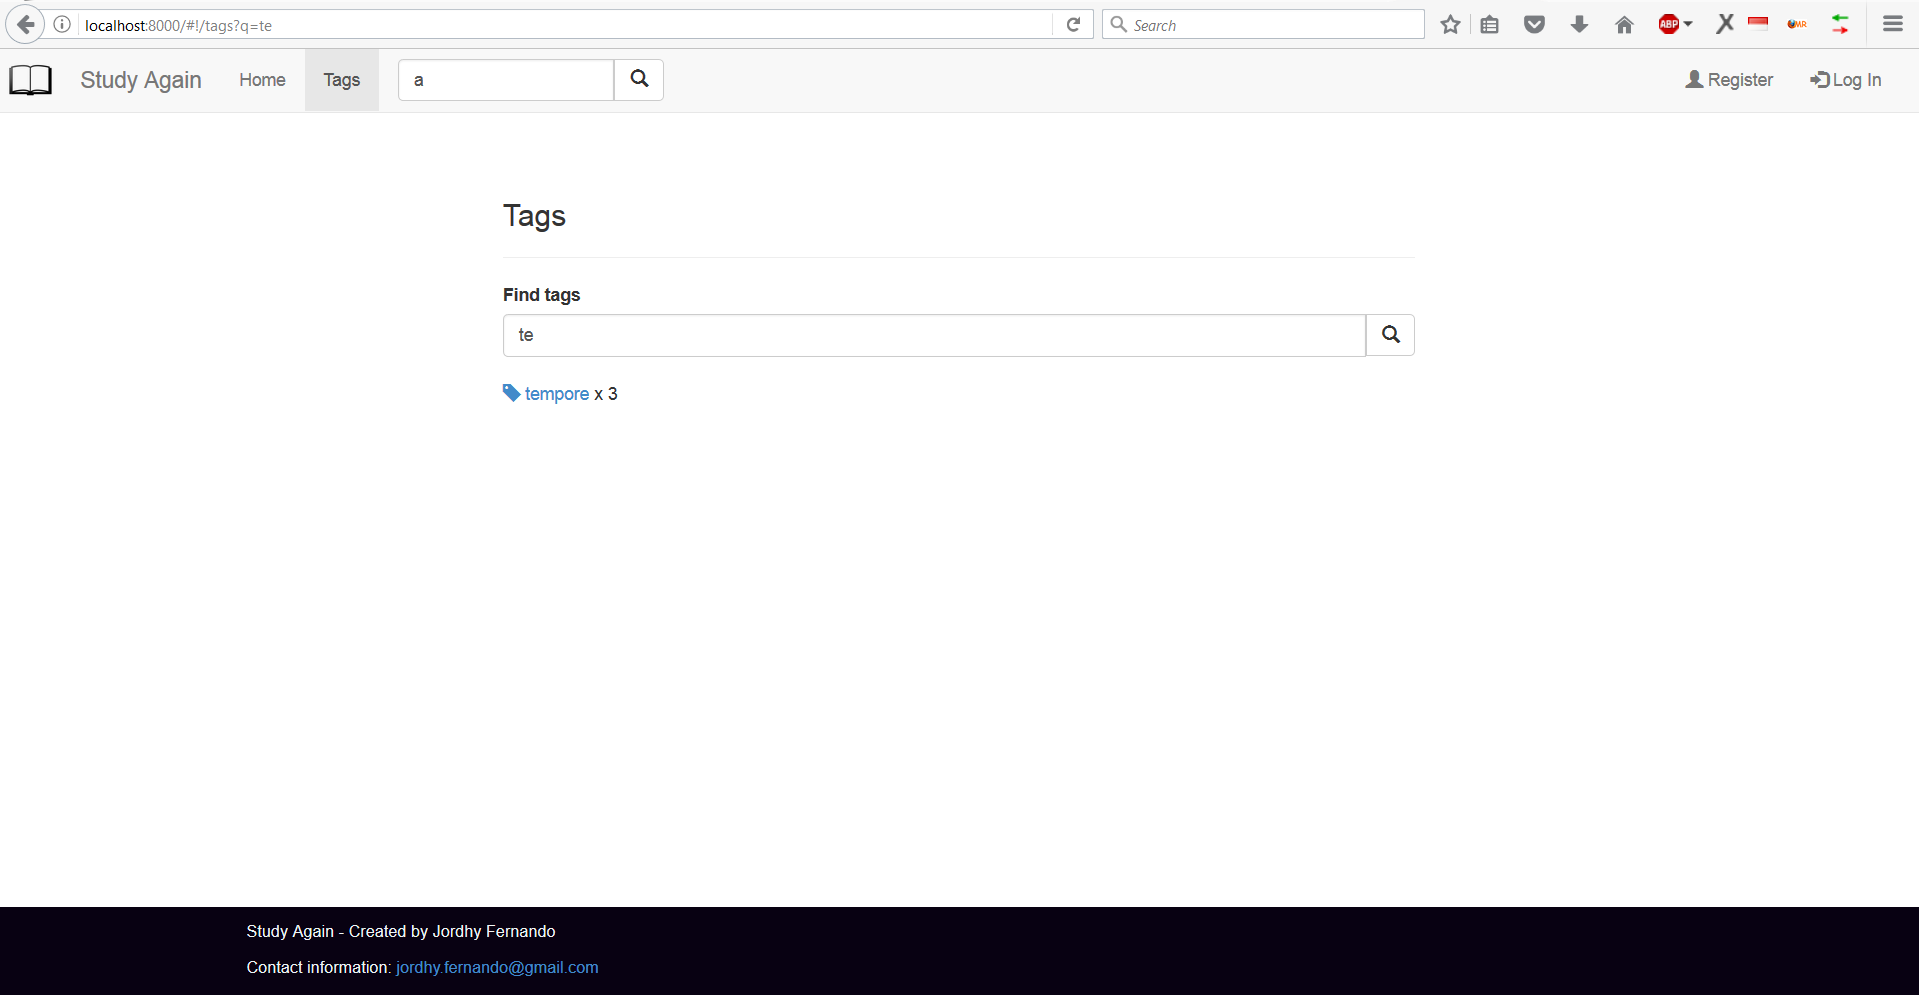 localhost:8000/#!/tags?q=te
Search
ABP
MR
Study Again
Home
Tags
a
Register
Log In
Tags
Find tags
te
tempore x 3
Study Again - Created by Jordhy Fernando
Contact information: jordhy.fernando@gmail.com